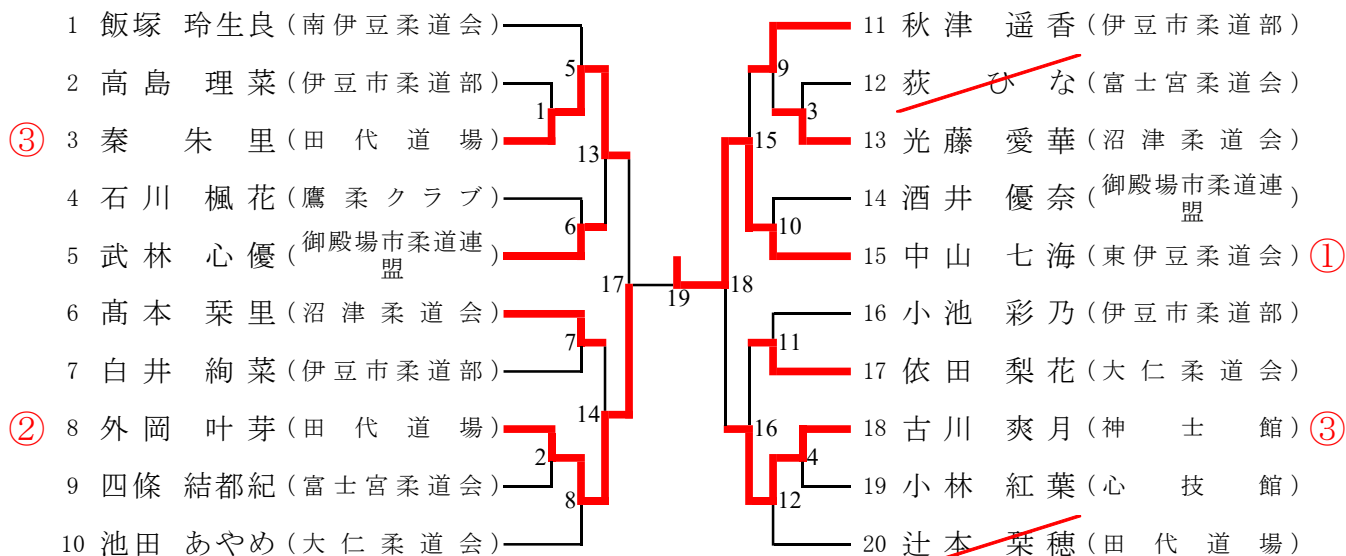 1 飯塚 玲生良(南伊豆柔道会)
2 高島 理菜(伊豆市柔道部)
③ 3 秦 朱里(田代道場)
4 石川 楓花(鷹柔クラブ)
5 武林 心優(御殿場市柔道連盟)
6 髙本 栞里(沼津柔道会)
7 白井 絢菜(伊豆市柔道部)
② 8 外岡 叶芽(田代道場)
9 四條 結都紀(富士宮柔道会)
10 池田 あやめ(大仁柔道会)
5
1
13
6
17
7
14
2
8
19
11 秋津 遥香(伊豆市柔道部)
12 荻 ひな(富士宮柔道会)
13 光藤 愛華(沼津柔道会)
14 酒井 優奈(御殿場市柔道連盟)
15 中山 七海(東伊豆柔道会) ①
16 小池 彩乃(伊豆市柔道部)
17 依田 梨花(大仁柔道会)
18 古川 爽月(神士館) ③
19 小林 紅葉(心技館)
20 辻本 栞穂(田代道場)
9
3
15
10
18
11
16
4
12